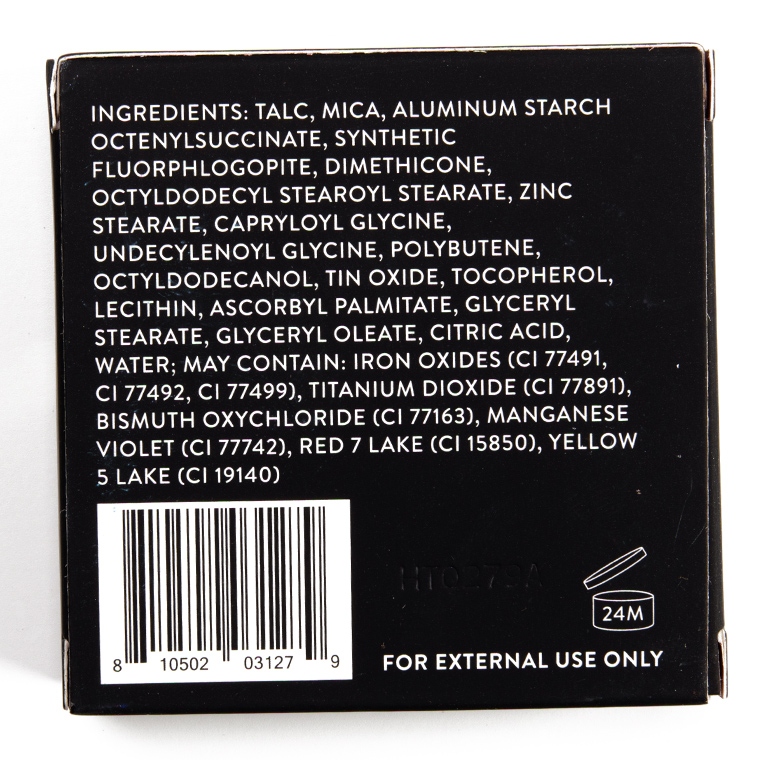 INGREDIENTS: TALC, MICA, ALUMINUM STARCH
OCTENYLSUCCINATE, SYNTHETIC
FLUORPHLOGOPITE, DIMETHICONE,
OCTYLDODECYL STEAROYL STEARATE, ZINC
STEARATE, CAPRYLOYL GLYCINE,
UNDECYLENOYL GLYCINE, POLYBUTENE,
OCTYLDODECANOL, TIN OXIDE, TOCOPHEROL,
LECITHIN, ASCORBYL PALMITATE, GLYCERYL
STEARATE, GLYCERYL OLEATE, CITRIC ACID,
WATER; MAY CONTAIN: IRON OXIDES (CI 77491,
CI 77492, CI 77499), TITANIUM DIOXIDE (CI 77891),
BISMUTH OXYCHLORIDE (CI 77163), MANGANESE
VIOLET (CI 77742), RED 7 LAKE (CI 15850), YELLOW
5 LAKE (CI 19140)
24M
8 10502 03127 9
FOR EXTERNAL USE ONLY